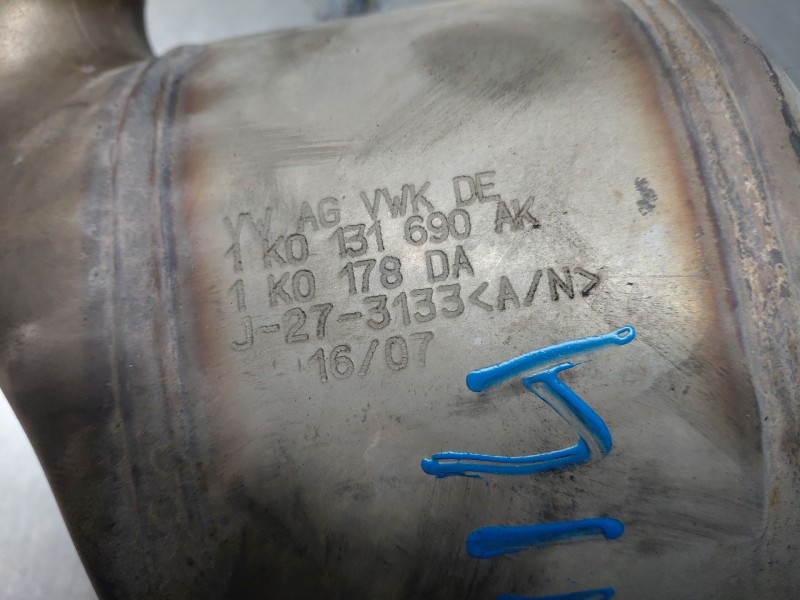 VW AG VWK DE
1 K0 131 690 AK
1 K0 178 DA
J-27-3133<A/N>
16/07